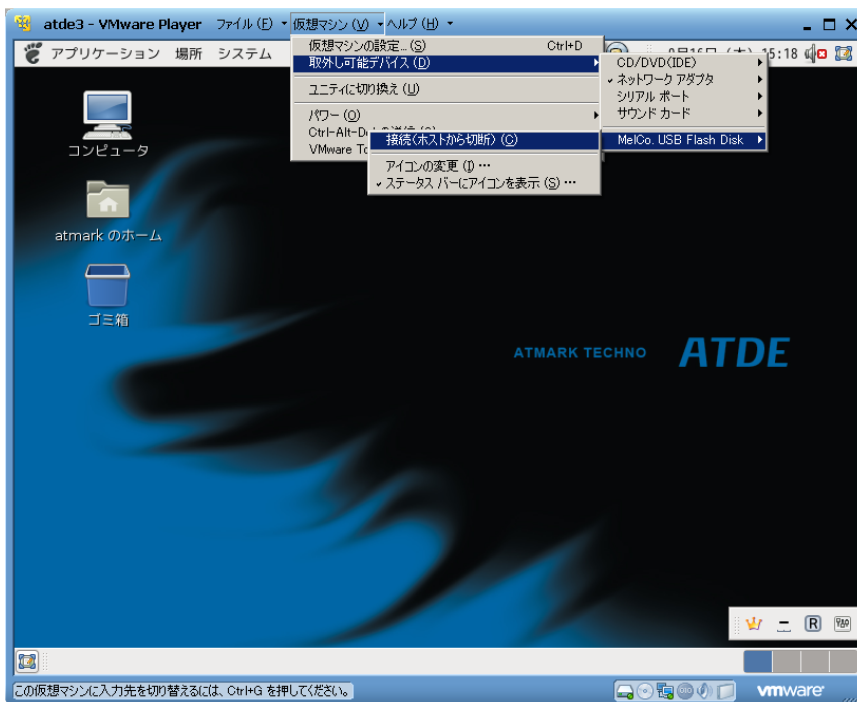 atde3 - VMware Player ファイル (F) 仮想マシン (V) ヘルプ (H)
アプリケーション 場所 システム
15:18
仮想マシンの設定... (S) Ctrl+D
取外し可能デバイス (D)
ユニティに切り換え (U)
パワー (O)
Ctrl-Alt-D
VMware To
CD/DVD(IDE)
ネットワーク アダプタ
シリアル ポート
サウンド カード
MelCo. USB Flash Disk
接続(ホストから切断) (C)
アイコンの変更 (I) …
ステータス バーにアイコンを表示 (S) …
コンピュータ
atmark のホーム
ゴミ箱
ATMARK TECHNO ATDE
R
この仮想マシンに入力先を切り替えるには、Ctrl+G を押してください。
vmware